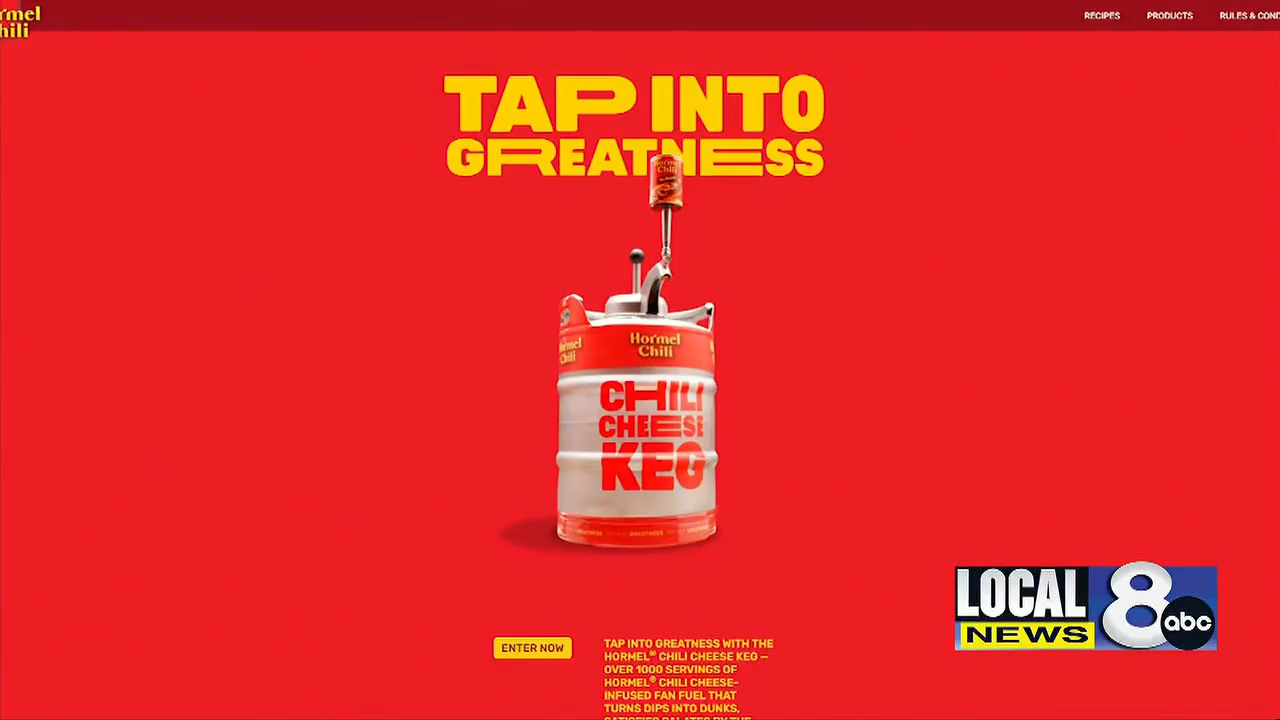 RECIPES PRODUCTS RULES & COND
TAP INTO
GREATNESS
Hormel
Chili
Hormel
Chili
CHILI
CHEESE
KEG
GREATNESS
LOCAL
NEWS
8
abc
ENTER NOW
TAP INTO GREATNESS WITH THE
HORMEL® CHILI CHEESE KEG —
OVER 1000 SERVINGS OF
HORMEL® CHILI CHEESE-
INFUSED FAN FUEL THAT
TURNS DIPS INTO DUNKS,